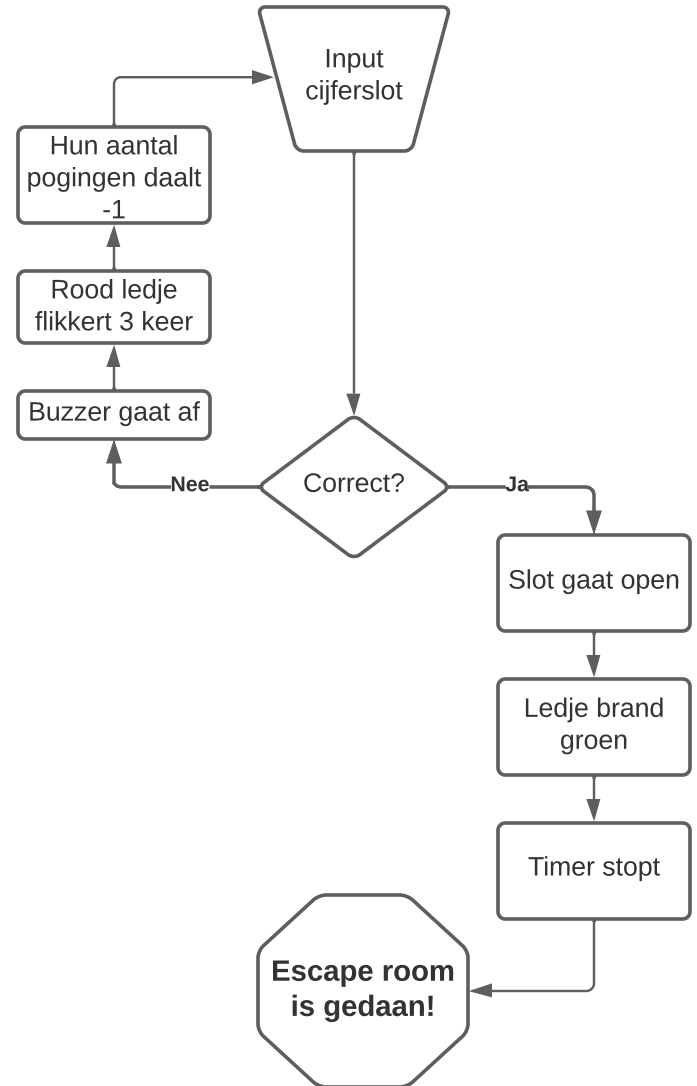 Input
cijferslot
Hun aantal
pogingen daalt
-1
Rood ledje
flikkert 3 keer
Buzzer gaat af
Nee
Correct?
Ja
Slot gaat open
Ledje brand
groen
Timer stopt
Escape room
is gedaan!